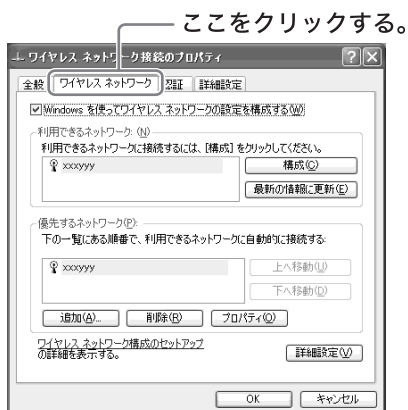 ここをクリックする。
ワイヤレス ネットワーク接続のプロパティ
全般 ワイヤレス ネットワーク 認証 詳細設定
Windows を使ってワイヤレス ネットワークの設定を構成する(W)
利用できるネットワーク: (N)
利用できるネットワークに接続するには、[構成] をクリックしてください。
xxxyyy
構成(C)
最新の情報に更新(E)
優先するネットワーク(P):
下の一覧にある順番で、利用できるネットワークに自動的に接続する:
xxxyyy
上へ移動(U)
下へ移動(D)
追加(A)... 削除(R) プロパティ(O)
ワイヤレス ネットワーク構成のセットアップ
の詳細を表示する。
詳細設定(V)
OK キャンセル